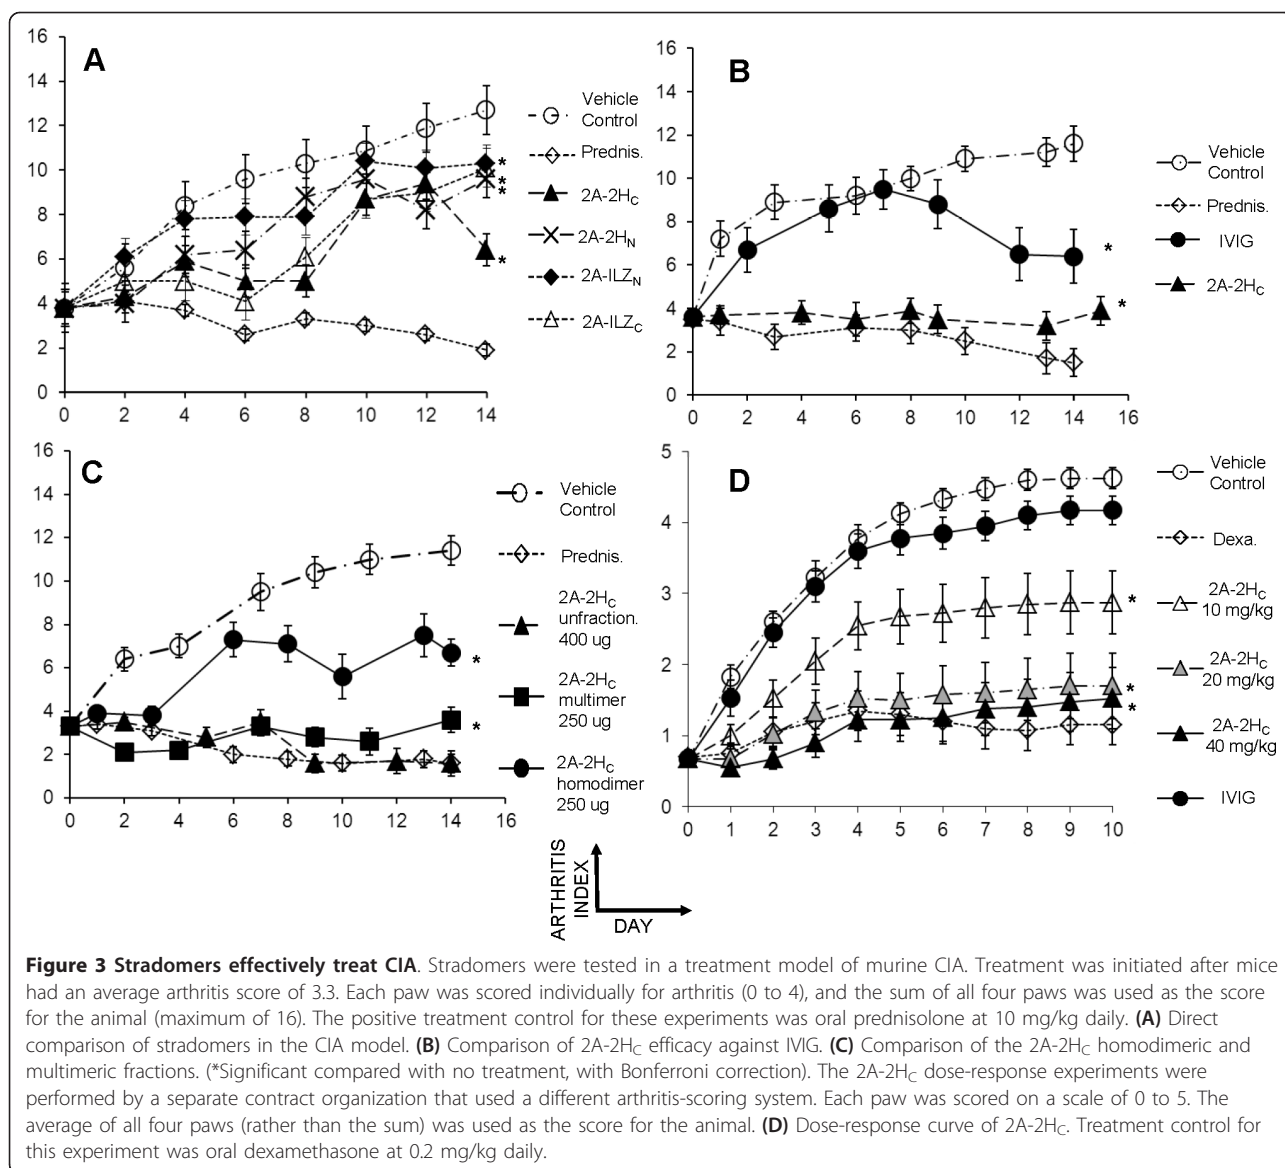 A
16
14
12
10
8
6
4
2
0
0 2 4 6 8 10 12 14
Vehicle
Control
Prednis.
2A-2HC
2A-2HN
2A-ILZN
2A-ILZC
*
*
*
*
B
16
14
12
10
8
6
4
2
0
0 2 4 6 8 10 12 14 16
Vehicle
Control
Prednis.
IVIG
2A-2HC
*
*
C
16
14
12
10
8
6
4
2
0
0 2 4 6 8 10 12 14 16
Vehicle
Control
Prednis.
2A-2HC
unfraction.
400 ug
2A-2HC
multimer
250 ug
2A-2HC
homodimer
250 ug
*
*
D
5
4
3
2
1
0
0 1 2 3 4 5 6 7 8 9 10
Vehicle
Control
Dexa.
2A-2HC
10 mg/kg
2A-2HC
20 mg/kg
2A-2HC
40 mg/kg
IVIG
*
*
*
ARTHRITIS
INDEX
DAY
Figure 3 Stradomers effectively treat CIA. Stradomers were tested in a treatment model of murine CIA. Treatment was initiated after mice
had an average arthritis score of 3.3. Each paw was scored individually for arthritis (0 to 4), and the sum of all four paws was used as the score
for the animal (maximum of 16). The positive treatment control for these experiments was oral prednisolone at 10 mg/kg daily. (A) Direct
comparison of stradomers in the CIA model. (B) Comparison of 2A-2HC efficacy against IVIG. (C) Comparison of the 2A-2HC homodimeric and
multimeric fractions. (*Significant compared with no treatment, with Bonferroni correction). The 2A-2HC dose-response experiments were
performed by a separate contract organization that used a different arthritis-scoring system. Each paw was scored on a scale of 0 to 5. The
average of all four paws (rather than the sum) was used as the score for the animal. (D) Dose-response curve of 2A-2HC. Treatment control for
this experiment was oral dexamethasone at 0.2 mg/kg daily.